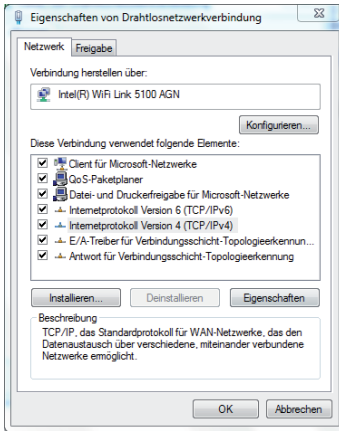 Eigenschaften von Drahtlosnetzwerkverbindung
Netzwerk Freigabe
Verbindung herstellen über:
Intel(R) WiFi Link 5100 AGN
Konfigurieren...
Diese Verbindung verwendet folgende Elemente:
Client für Microsoft-Netzwerke
QoS-Paketplaner
Datei- und Druckerfreigabe für Microsoft-Netzwerke
Internetprotokoll Version 6 (TCP/IPv6)
Internetprotokoll Version 4 (TCP/IPv4)
E/A-Treiber für Verbindungsschicht-Topologieerkennun...
Antwort für Verbindungsschicht-Topologieerkennung
Installieren... Deinstallieren Eigenschaften
Beschreibung
TCP/IP, das Standardprotokoll für WAN-Netzwerke, das den
Datenaustausch über verschiedene, miteinander verbundene
Netzwerke ermöglicht.
OK Abbrechen